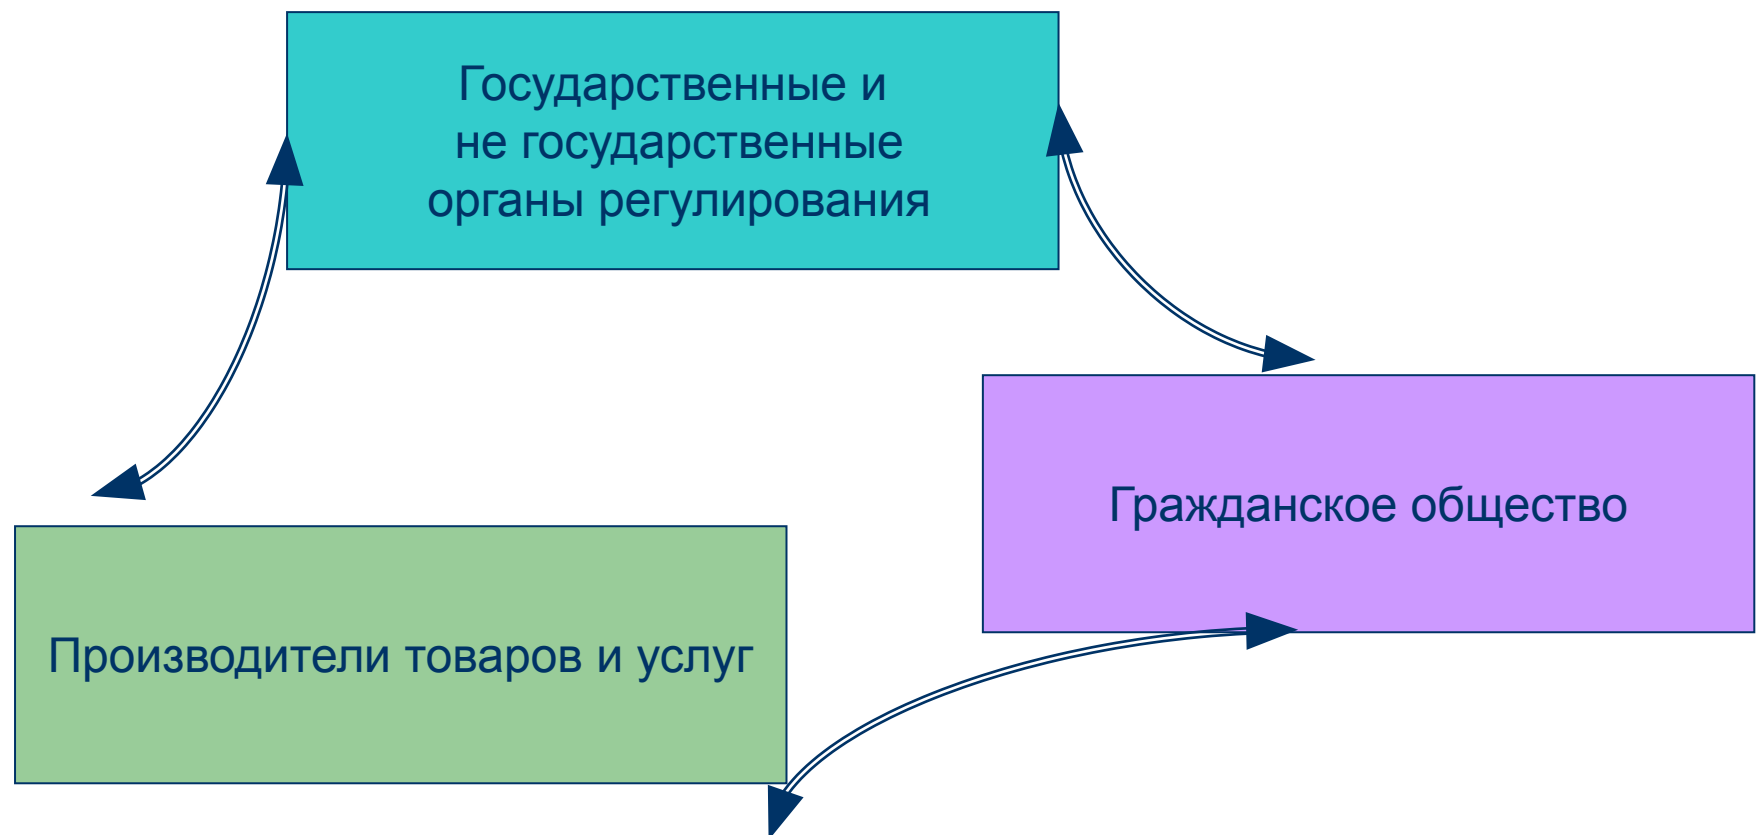 Государственные и
не государственные
органы регулирования
Гражданское общество
Производители товаров и услуг